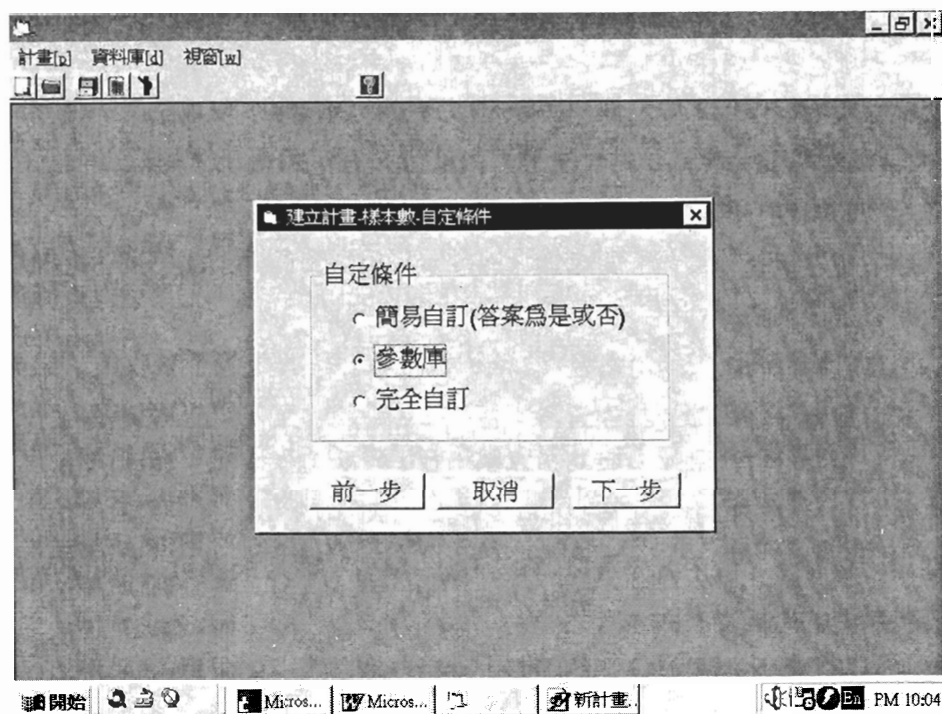 計畫[p] 資料庫[d] 視窗[w]
建立計畫-樣本數-自定條件
自定條件
簡易自訂(答案為是或否)
參數庫
完全自訂
前一步 取消 下一步
開始 Micros... Micros... 新計畫.. En PM 10:04